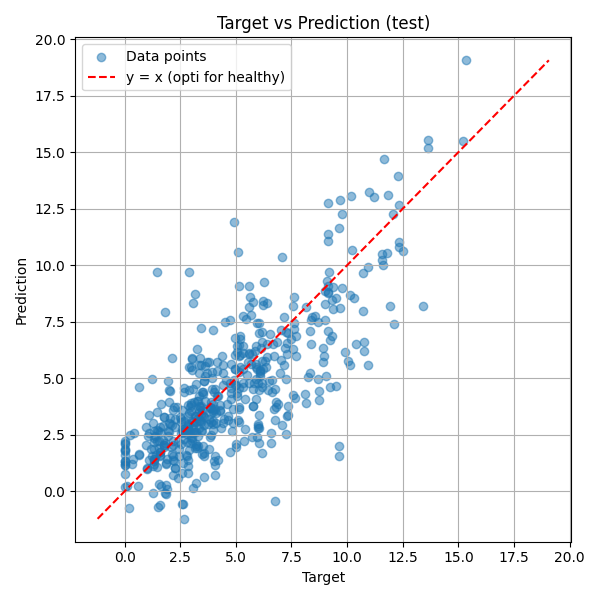 Target vs Prediction (test)
Data points
y = x (opti for healthy)
20.0
17.5
15.0
12.5
10.0
7.5
5.0
2.5
0.0
Prediction
0.0 2.5 5.0 7.5 10.0 12.5 15.0 17.5 20.0
Target